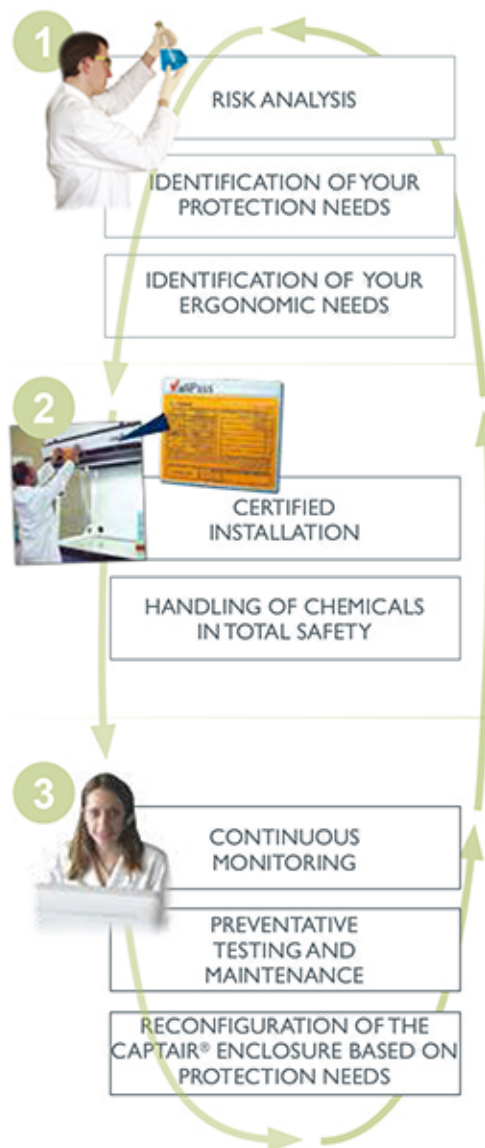 1
RISK ANALYSIS
IDENTIFICATION OF YOUR
PROTECTION NEEDS
IDENTIFICATION OF YOUR
ERGONOMIC NEEDS
2
valiPass
CERTIFIED
INSTALLATION
HANDLING OF CHEMICALS
IN TOTAL SAFETY
3
CONTINUOUS
MONITORING
PREVENTATIVE
TESTING AND
MAINTENANCE
RECONFIGURATION OF THE
CAPTAIR® ENCLOSURE BASED ON
PROTECTION NEEDS